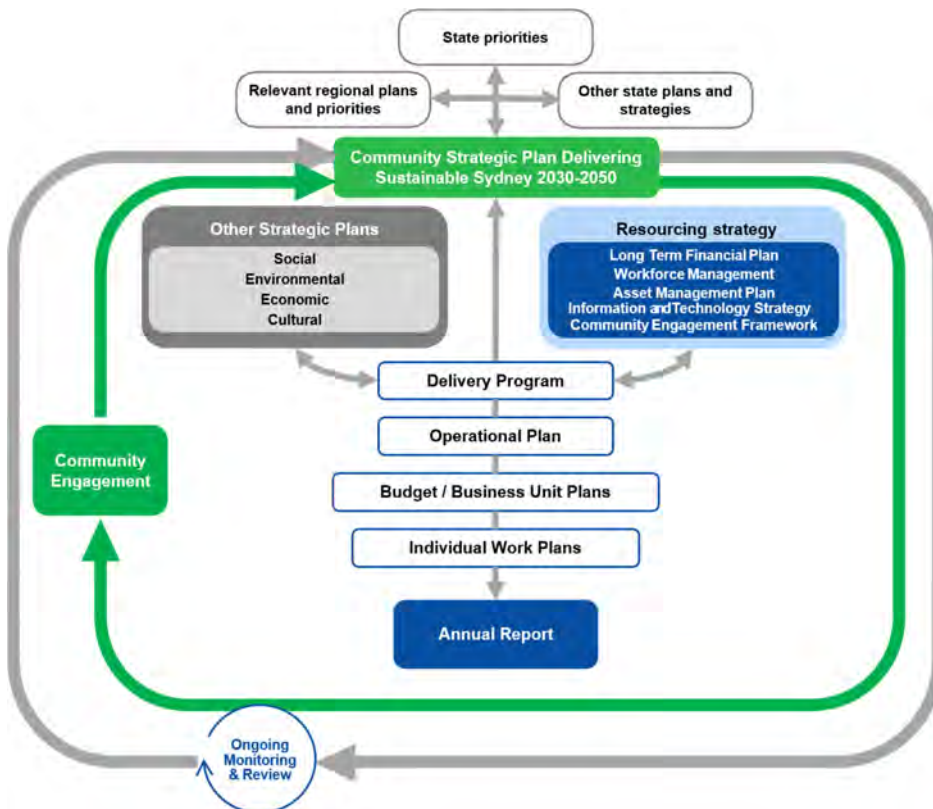 State priorities
Relevant regional plans
and priorities
Other state plans and
strategies
Community Strategic Plan Delivering
Sustainable Sydney 2030-2050
Other Strategic Plans
Social
Environmental
Economic
Cultural
Resourcing strategy
Long Term Financial Plan
Workforce Management
Asset Management Plan
Information and Technology Strategy
Community Engagement Framework
Delivery Program
Operational Plan
Community
Engagement
Budget / Business Unit Plans
Individual Work Plans
Annual Report
Ongoing
Monitoring
& Review